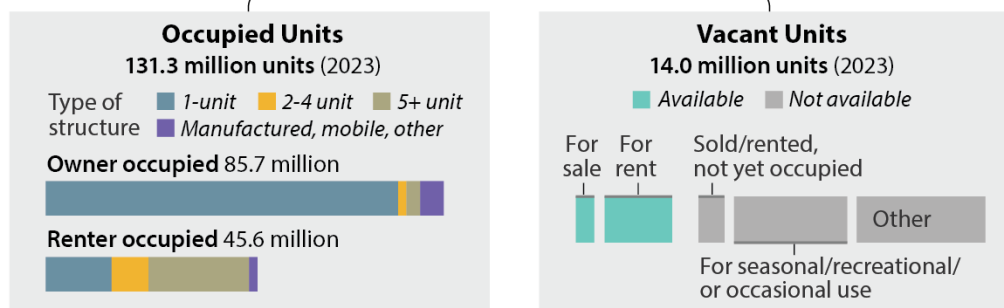 Occupied Units
131.3 million units (2023)
Type of
structure
1-unit
2-4 unit
5+ unit
Manufactured, mobile, other
Owner occupied 85.7 million
Renter occupied 45.6 million
Vacant Units
14.0 million units (2023)
Available
Not available
For
sale
For
rent
Sold/rented,
not yet occupied
Other
For seasonal/recreational/
or occasional use